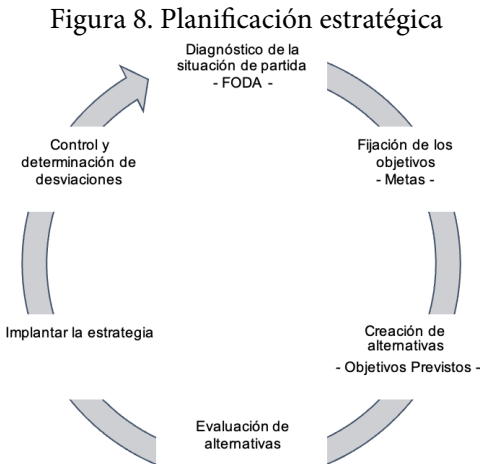 Figura 8. Planificación estratégica
Diagnóstico de la
situación de partida
- FODA -
Fijación de los
objetivos
- Metas -
Creación de
alternativas
- Objetivos Previstos -
Evaluación de
alternativas
Implantar la estrategia
Control y
determinación de
desviaciones